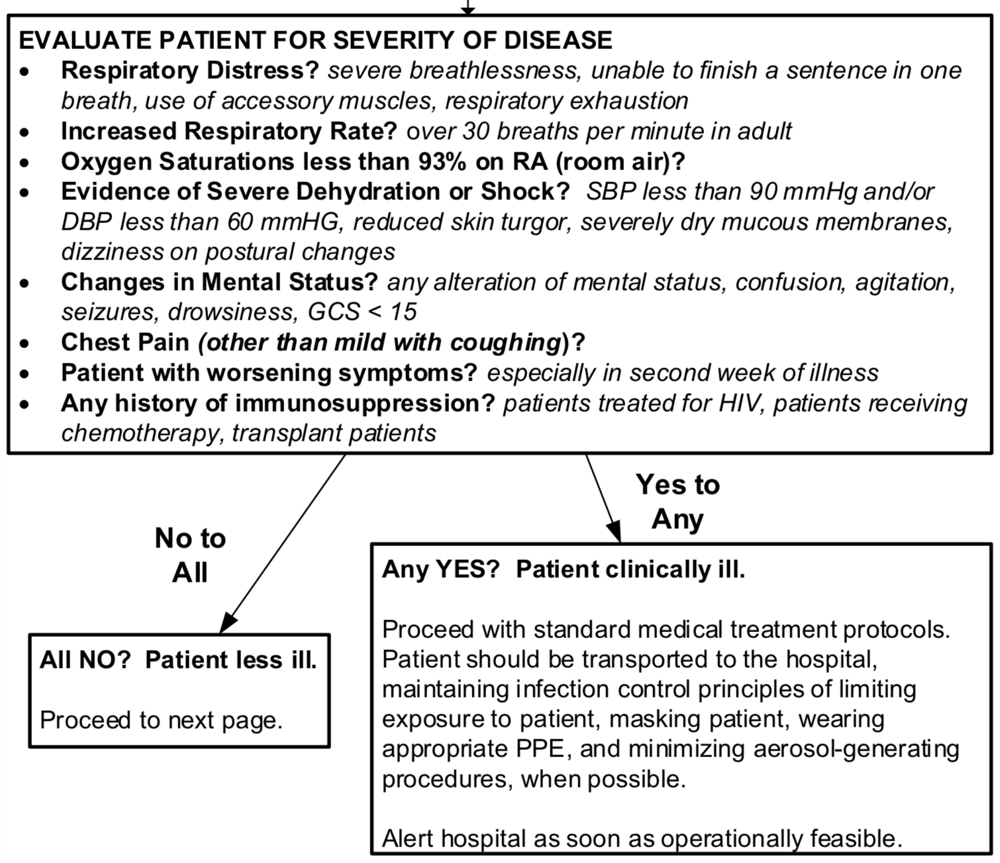 EVALUATE PATIENT FOR SEVERITY OF DISEASE
• Respiratory Distress? severe breathlessness, unable to finish a sentence in one
breath, use of accessory muscles, respiratory exhaustion
• Increased Respiratory Rate? over 30 breaths per minute in adult
• Oxygen Saturations less than 93% on RA (room air)?
• Evidence of Severe Dehydration or Shock? SBP less than 90 mmHg and/or
DBP less than 60 mmHG, reduced skin turgor, severely dry mucous membranes,
dizziness on postural changes
• Changes in Mental Status? any alteration of mental status, confusion, agitation,
seizures, drowsiness, GCS < 15
• Chest Pain (other than mild with coughing)?
• Patient with worsening symptoms? especially in second week of illness
• Any history of immunosuppression? patients treated for HIV, patients receiving
chemotherapy, transplant patients
No to
All
Yes to
Any
All NO? Patient less ill.
Proceed to next page.
Any YES? Patient clinically ill.
Proceed with standard medical treatment protocols.
Patient should be transported to the hospital,
maintaining infection control principles of limiting
exposure to patient, masking patient, wearing
appropriate PPE, and minimizing aerosol-generating
procedures, when possible.
Alert hospital as soon as operationally feasible.